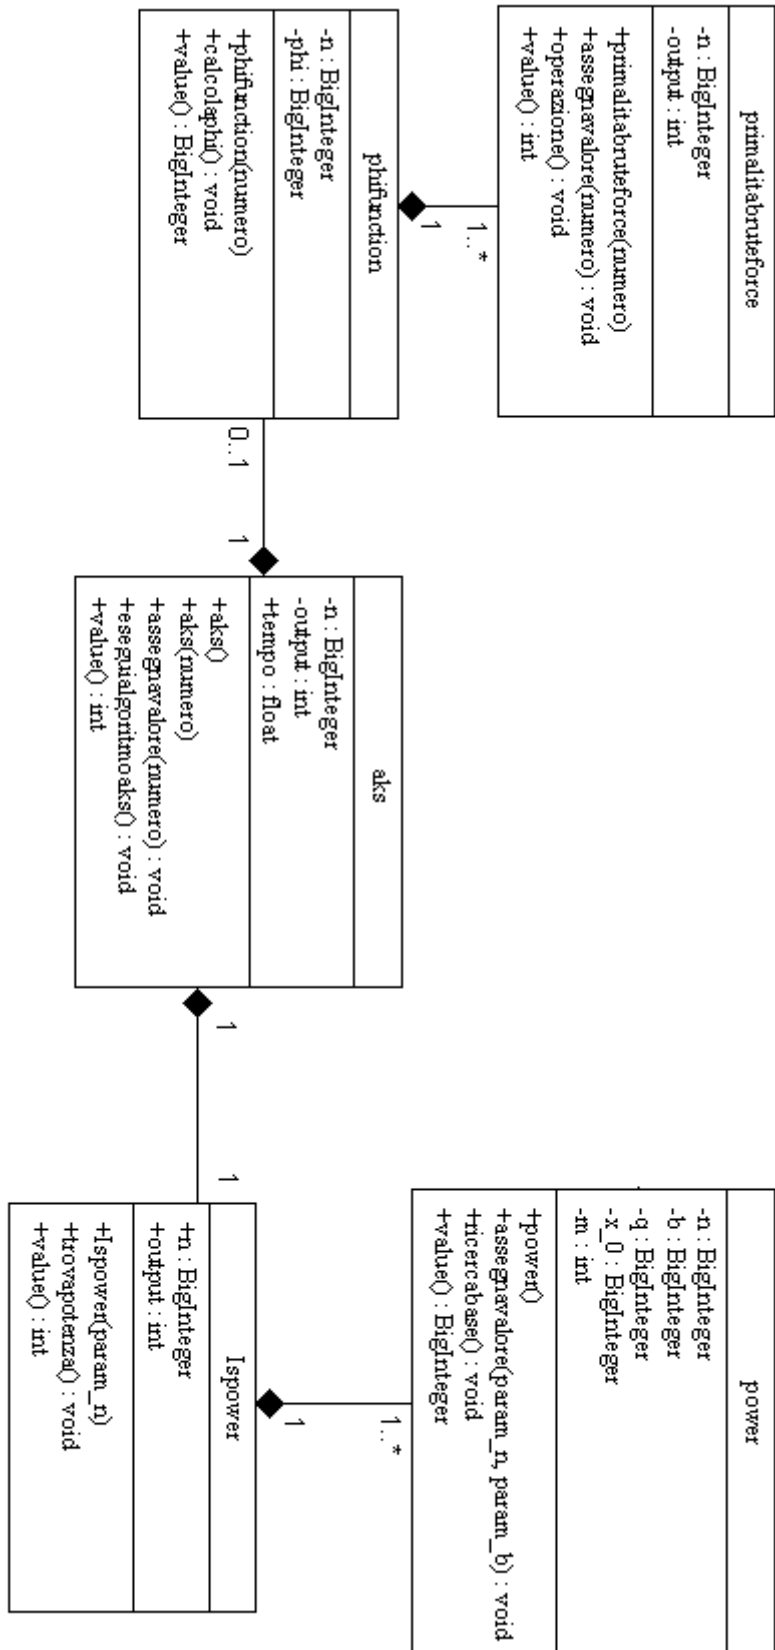 primalitabruteforce
-n : BigInteger
-output : int
+primalitabruteforce(numero)
+assegnavalore(numero) : void
+operazione() : void
+value() : int
1..*
1
phifunction
-n : BigInteger
-phi : BigInteger
+phifunction(numero)
+calcolaphi() : void
+value() : BigInteger
0..1
1
aks
-n : BigInteger
-output : int
+tempo : float
+aks()
+aks(numero)
+assegnavalore(numero) : void
+eseguialgoritmoaks() : void
+value() : int
1
1
power
-n : BigInteger
-b : BigInteger
-q : BigInteger
-x_0 : BigInteger
-m : int
+power()
+assegnavalore(param_n, param_b) : void
+ricercabase() : void
+value() : BigInteger
1..*
1
Ispower
+n : BigInteger
+output : int
+Ispower(param_n)
+trovapotenza() : void
+value() : int